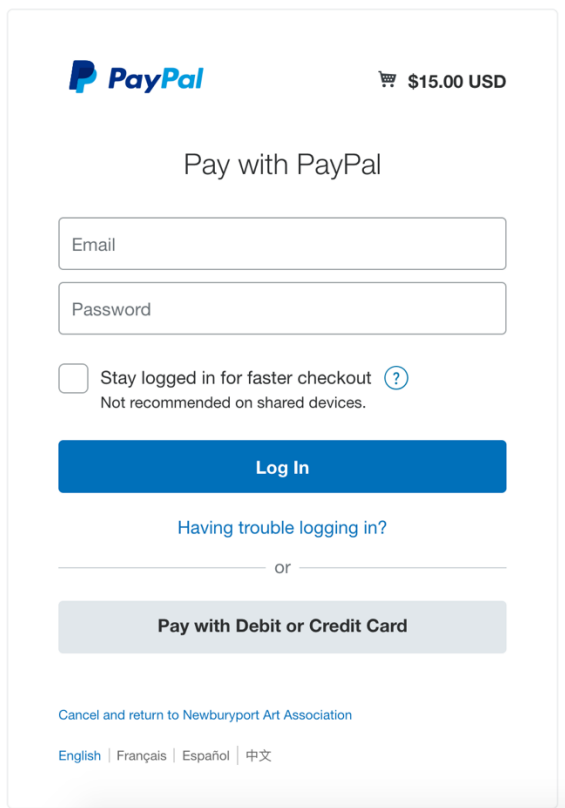 PayPal $15.00 USD
Pay with PayPal
Email
Password
Stay logged in for faster checkout ?
Not recommended on shared devices.
Log In
Having trouble logging in?
or
Pay with Debit or Credit Card
Cancel and return to Newburyport Art Association
English | Français | Español | 中文